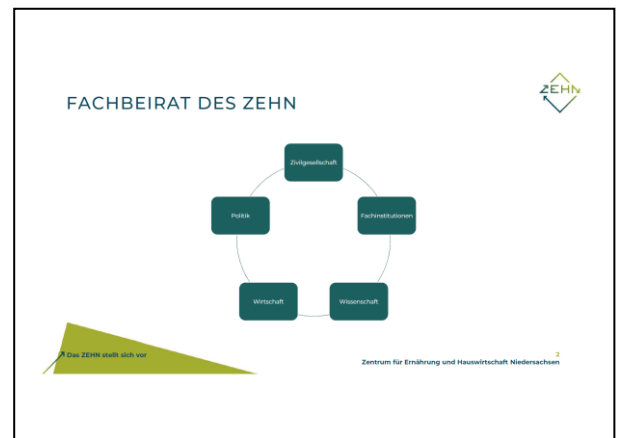 FACHBEIRAT DES ZEHN
ZEHN
Zivilgesellschaft
Politik
Fachinstitutionen
Wirtschaft
Wissenschaft
Das ZEHN stellt sich vor
2
Zentrum für Ernährung und Hauswirtschaft Niedersachsen